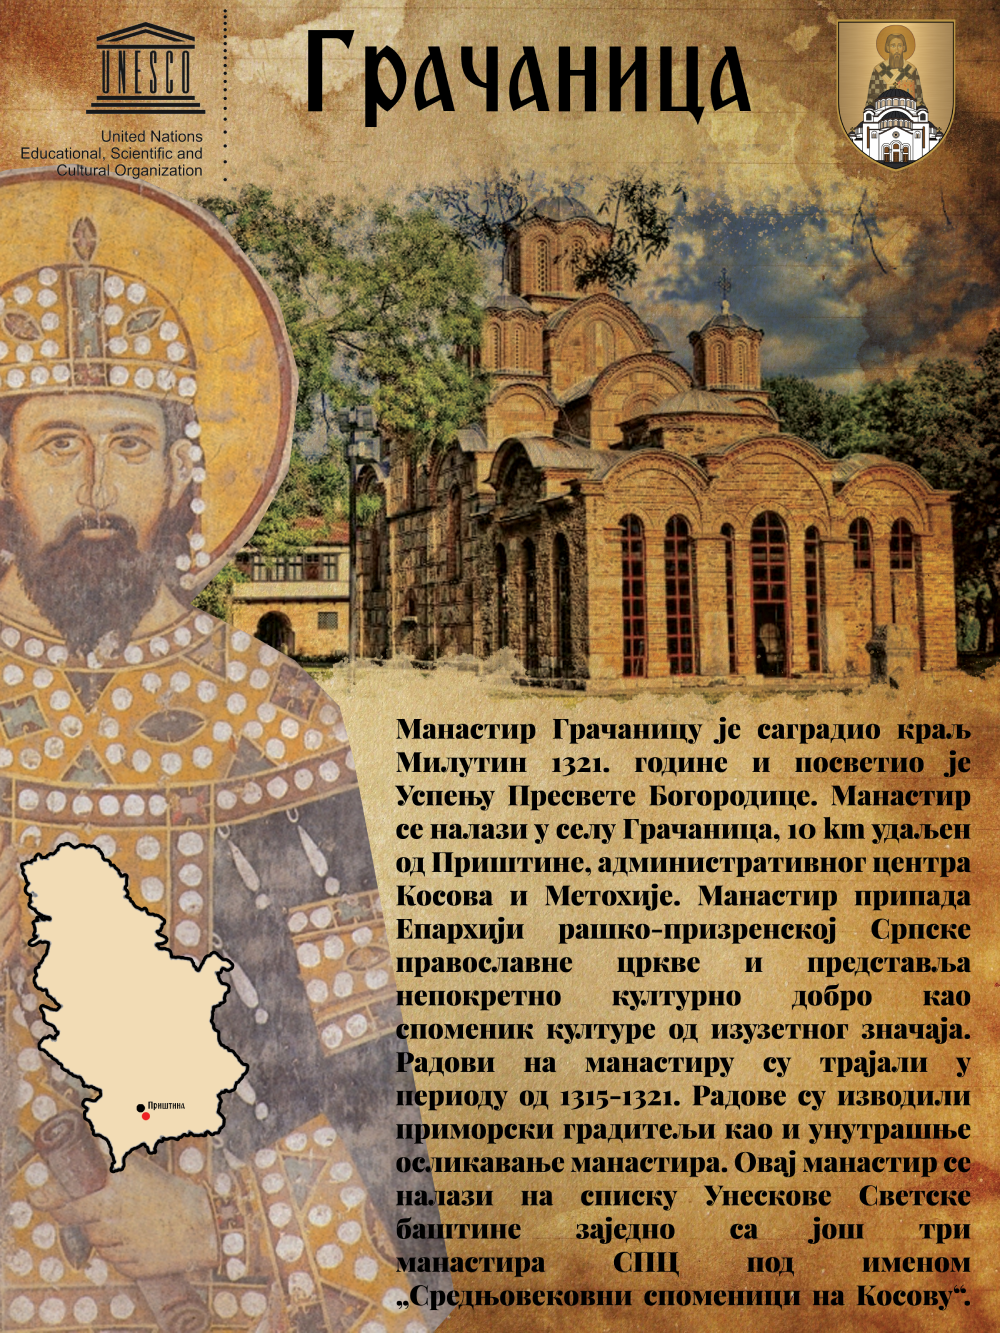 UNESCO
United Nations
Educational, Scientific and
Cultural Organization
Грачаница
Манастир Грачаницу је саградио краљ
Милутин 1321. године и посветио је
Успењу Пресвете Богородице. Манастир
се налази у селу Грачаница, 10 km удаљен
од Приштине, административног центра
Косова и Метохије. Манастир припада
Епархији рашко-призренској Српске
православне цркве и представља
непокретно културно добро као
споменик културе од изузетног значаја.
Радови на манастиру су трајали у
периоду од 1315-1321. Радове су изводили
приморски градитељи као и унутрашње
осликавање манастира. Овај манастир се
налази на списку Унескове Светске
баштине заједно са још три
манастира СПЦ под именом
„Средњовековни споменици на Косову“.
Приштина